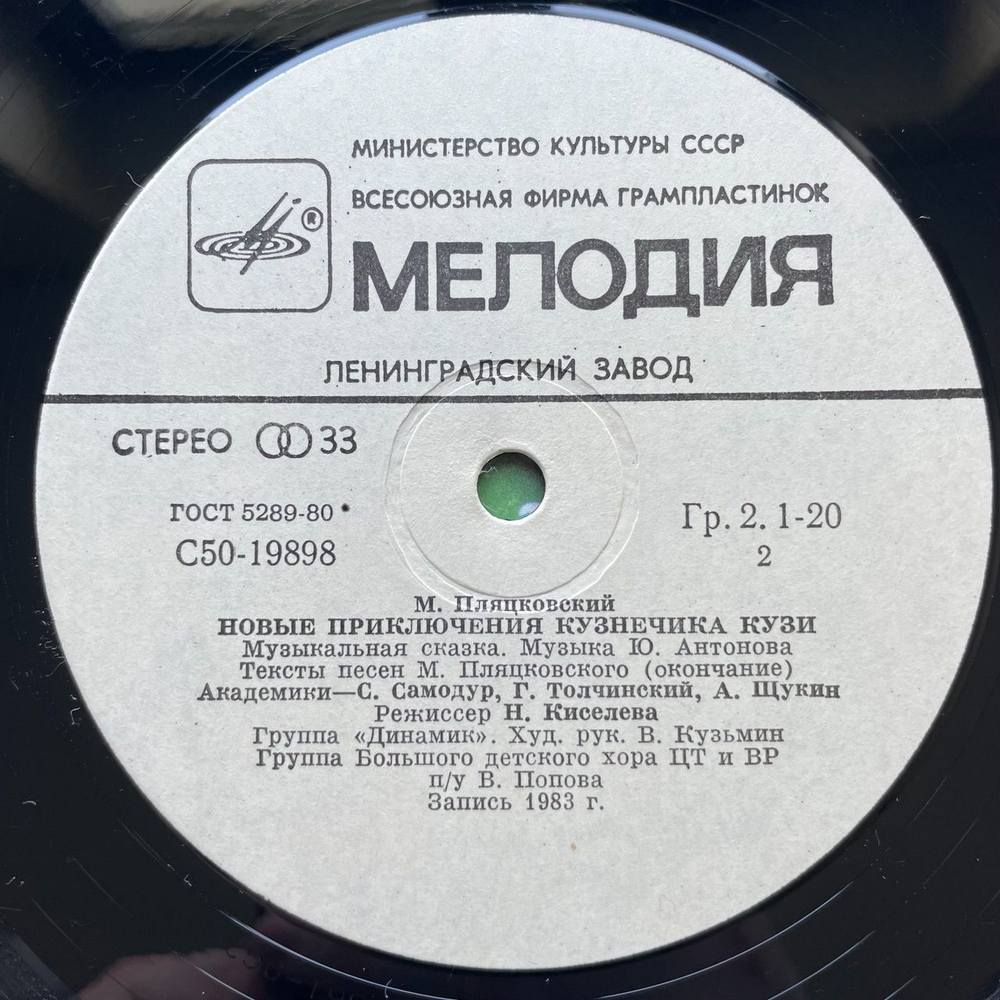 МИНИСТЕРСТВО КУЛЬТУРЫ СССР
ВСЕСОЮЗНАЯ ФИРМА ГРАМПЛАСТИНОК
®
МЕЛОДИЯ
ЛЕНИНГРАДСКИЙ ЗАВОД
СТЕРЕО 33
ГОСТ 5289-80
С50-19898
Гр. 2. 1-20
2
М. Пляцковский
НОВЫЕ ПРИКЛЮЧЕНИЯ КУЗНЕЧИКА КУЗИ
Музыкальная сказка. Музыка Ю. Антонова
Тексты песен М. Пляцковского (окончание)
Академики—С. Самодур, Г. Толчинский, А. Щукин
Режиссер Н. Киселева
Группа «Динамик». Худ. рук. В. Кузьмин
Группа Большого детского хора ЦТ и ВР
п/у В. Попова
Запись 1983 г.